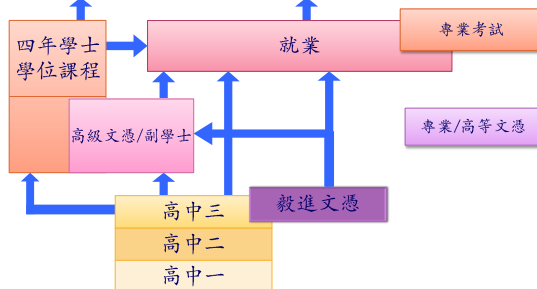 專業考試
四年學士
學位課程
就業
專業/高等文憑
高級文憑/副學士
毅進文憑
高中三
高中二
高中一